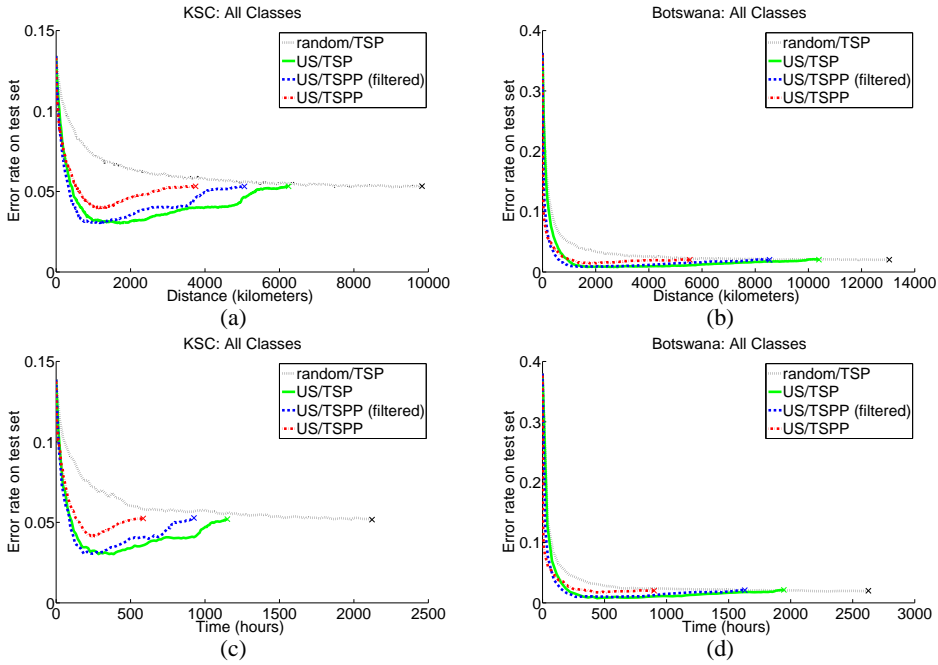 KSC: All Classes
0.15
0.1
0.05
0
Error rate on test set
random/TSP
US/TSP
US/TSPP (filtered)
US/TSPP
0 2000 4000 6000 8000 10000
Distance (kilometers)
(a)
Botswana: All Classes
0.4
0.3
0.2
0.1
0
Error rate on test set
random/TSP
US/TSP
US/TSPP (filtered)
US/TSPP
0 2000 4000 6000 8000 10000 12000 14000
Distance (kilometers)
(b)
KSC: All Classes
0.15
0.1
0.05
0
Error rate on test set
random/TSP
US/TSP
US/TSPP (filtered)
US/TSPP
0 500 1000 1500 2000 2500
Time (hours)
(c)
Botswana: All Classes
0.4
0.3
0.2
0.1
0
Error rate on test set
random/TSP
US/TSP
US/TSPP (filtered)
US/TSPP
0 500 1000 1500 2000 2500 3000
Time (hours)
(d)